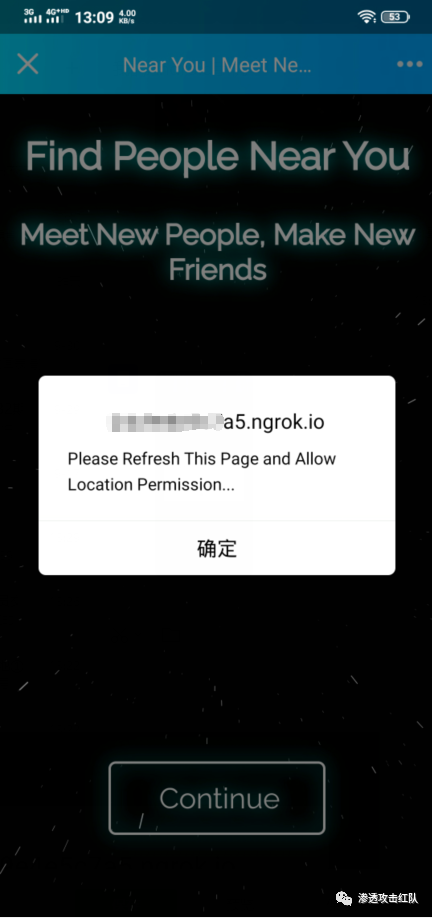 3G 4G+HD 13:09 4.00 KB/s 53
Near You | Meet Ne...
Find People Near You
Meet New People, Make New
Friends
a5.ngrok.io
Please Refresh This Page and Allow
Location Permission...
确定
Continue
渗透攻击红队